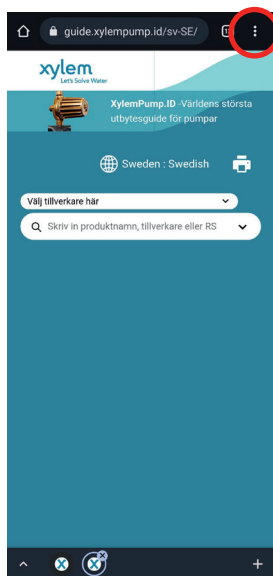 guide.xylempump.id/sv-SE/
xylem
Let's Solve Water
XylemPump.ID -Världens största
utbytesguide för pumpar
Sweden : Swedish
Välj tillverkare här
Skriv in produktnamn, tillverkare eller RS